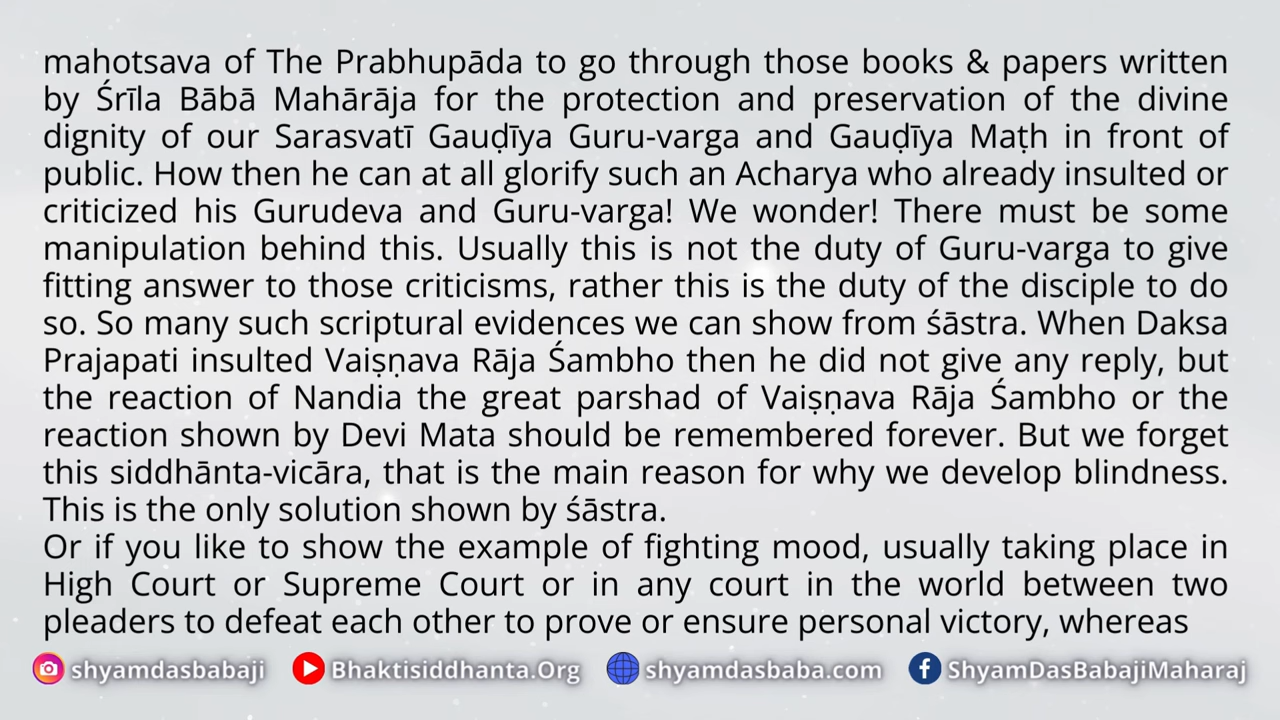 mahotsava of The Prabhupāda to go through those books & papers written
by Śrīla Bābā Mahārāja for the protection and preservation of the divine
dignity of our Sarasvatī Gauḍīya Guru-varga and Gauḍīya Maṭh in front of
public. How then he can at all glorify such an Acharya who already insulted or
criticized his Gurudeva and Guru-varga! We wonder! There must be some
manipulation behind this. Usually this is not the duty of Guru-varga to give
fitting answer to those criticisms, rather this is the duty of the disciple to do
so. So many such scriptural evidences we can show from śāstra. When Daksa
Prajapati insulted Vaiṣṇava Rāja Śambho then he did not give any reply, but
the reaction of Nandia the great parshad of Vaiṣṇava Rāja Śambho or the
reaction shown by Devi Mata should be remembered forever. But we forget
this siddhānta-vicāra, that is the main reason for why we develop blindness.
This is the only solution shown by śāstra.
Or if you like to show the example of fighting mood, usually taking place in
High Court or Supreme Court or in any court in the world between two
pleaders to defeat each other to prove or ensure personal victory, whereas
shyamdasbabaji Bhaktisiddhanta.Org shyamdasbaba.com ShyamDasBabajiMaharaj